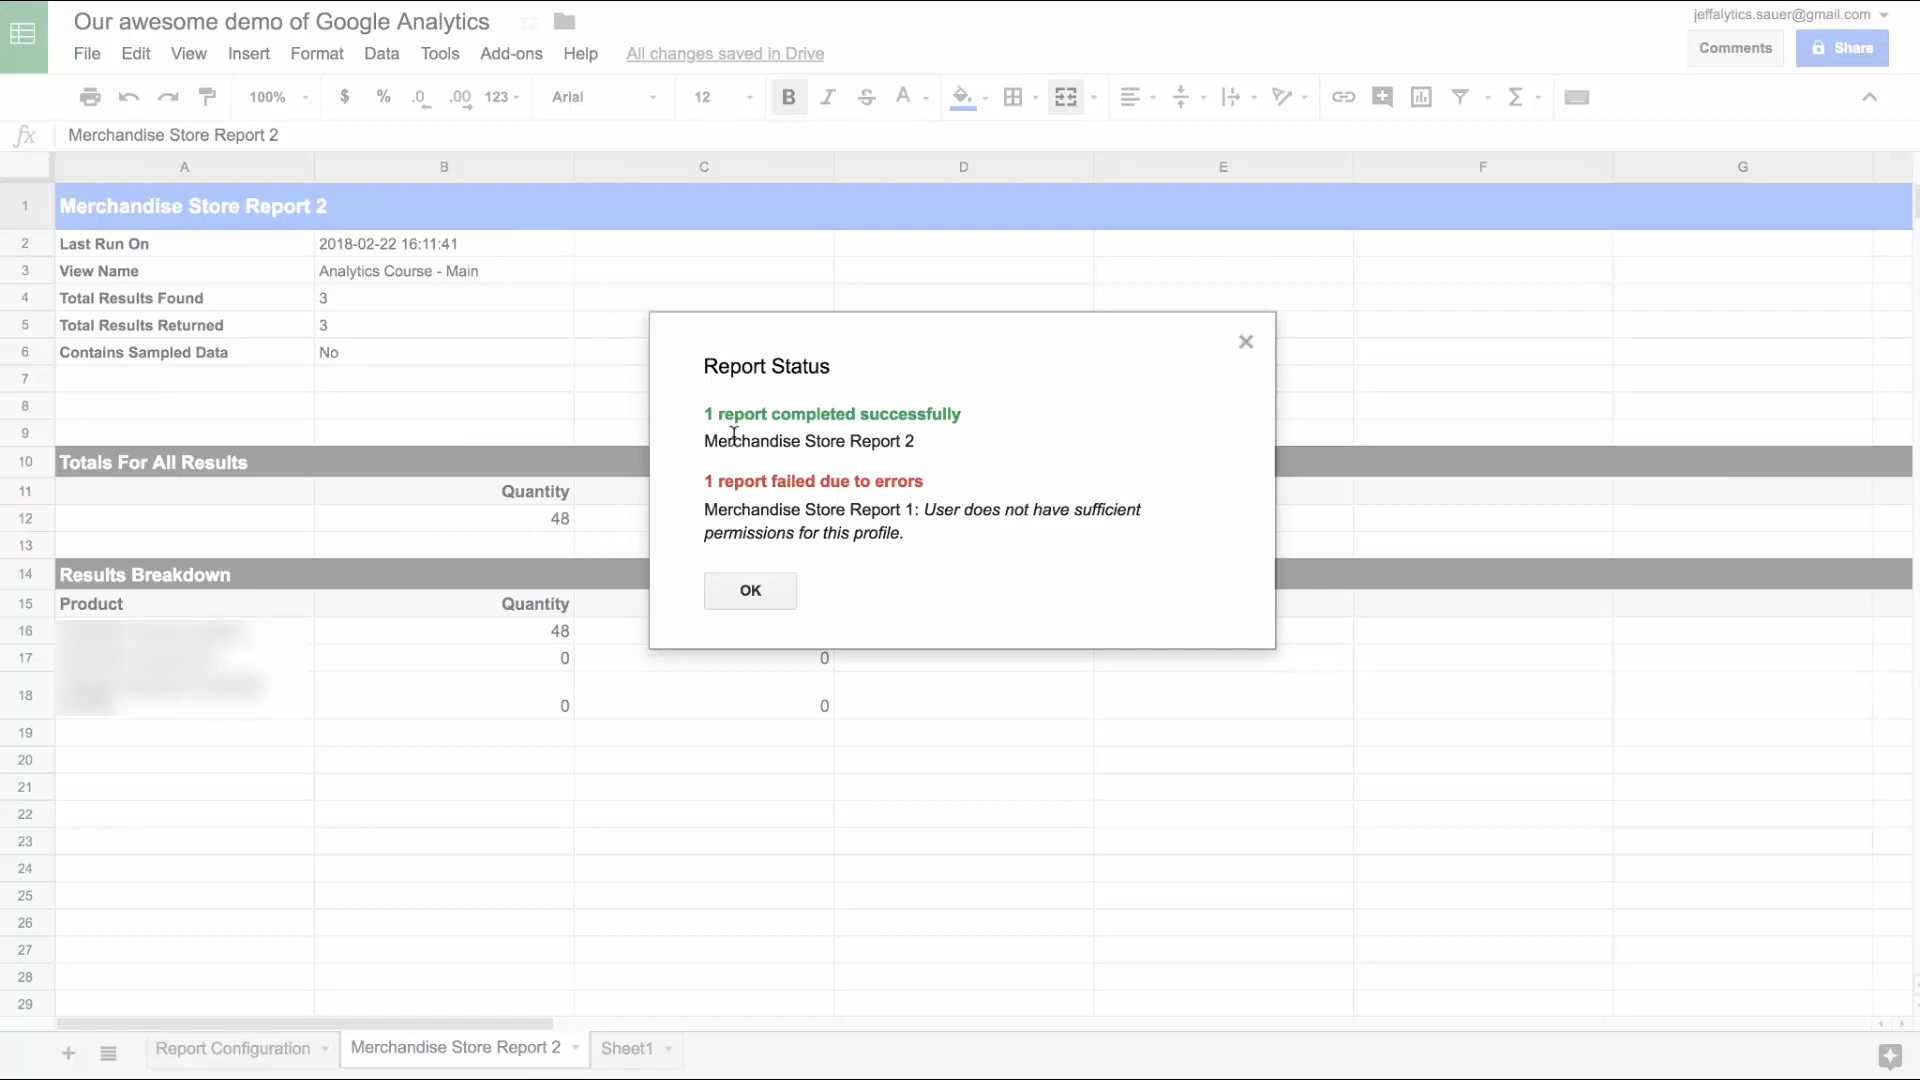 Our awesome demo of Google Analytics
jeffalytics.sauer@gmail.com
File Edit View Insert Format Data Tools Add-ons Help All changes saved in Drive
Comments Share
100% $ % .0 .00 123 Arial 12 B I S A
fx Merchandise Store Report 2
A B C D E F G
1 Merchandise Store Report 2
2 Last Run On 2018-02-22 16:11:41
3 View Name Analytics Course - Main
4 Total Results Found 3
5 Total Results Returned 3
6 Contains Sampled Data No
7
8
9
10 Totals For All Results
11 Quantity
12 48
13
14 Results Breakdown
15 Product Quantity
16 48
17 0 0
18 0 0
19
20
21
22
23
24
25
26
27
28
29
Report Status
1 report completed successfully
Merchandise Store Report 2
1 report failed due to errors
Merchandise Store Report 1: User does not have sufficient
permissions for this profile.
OK
Report Configuration Merchandise Store Report 2 Sheet1